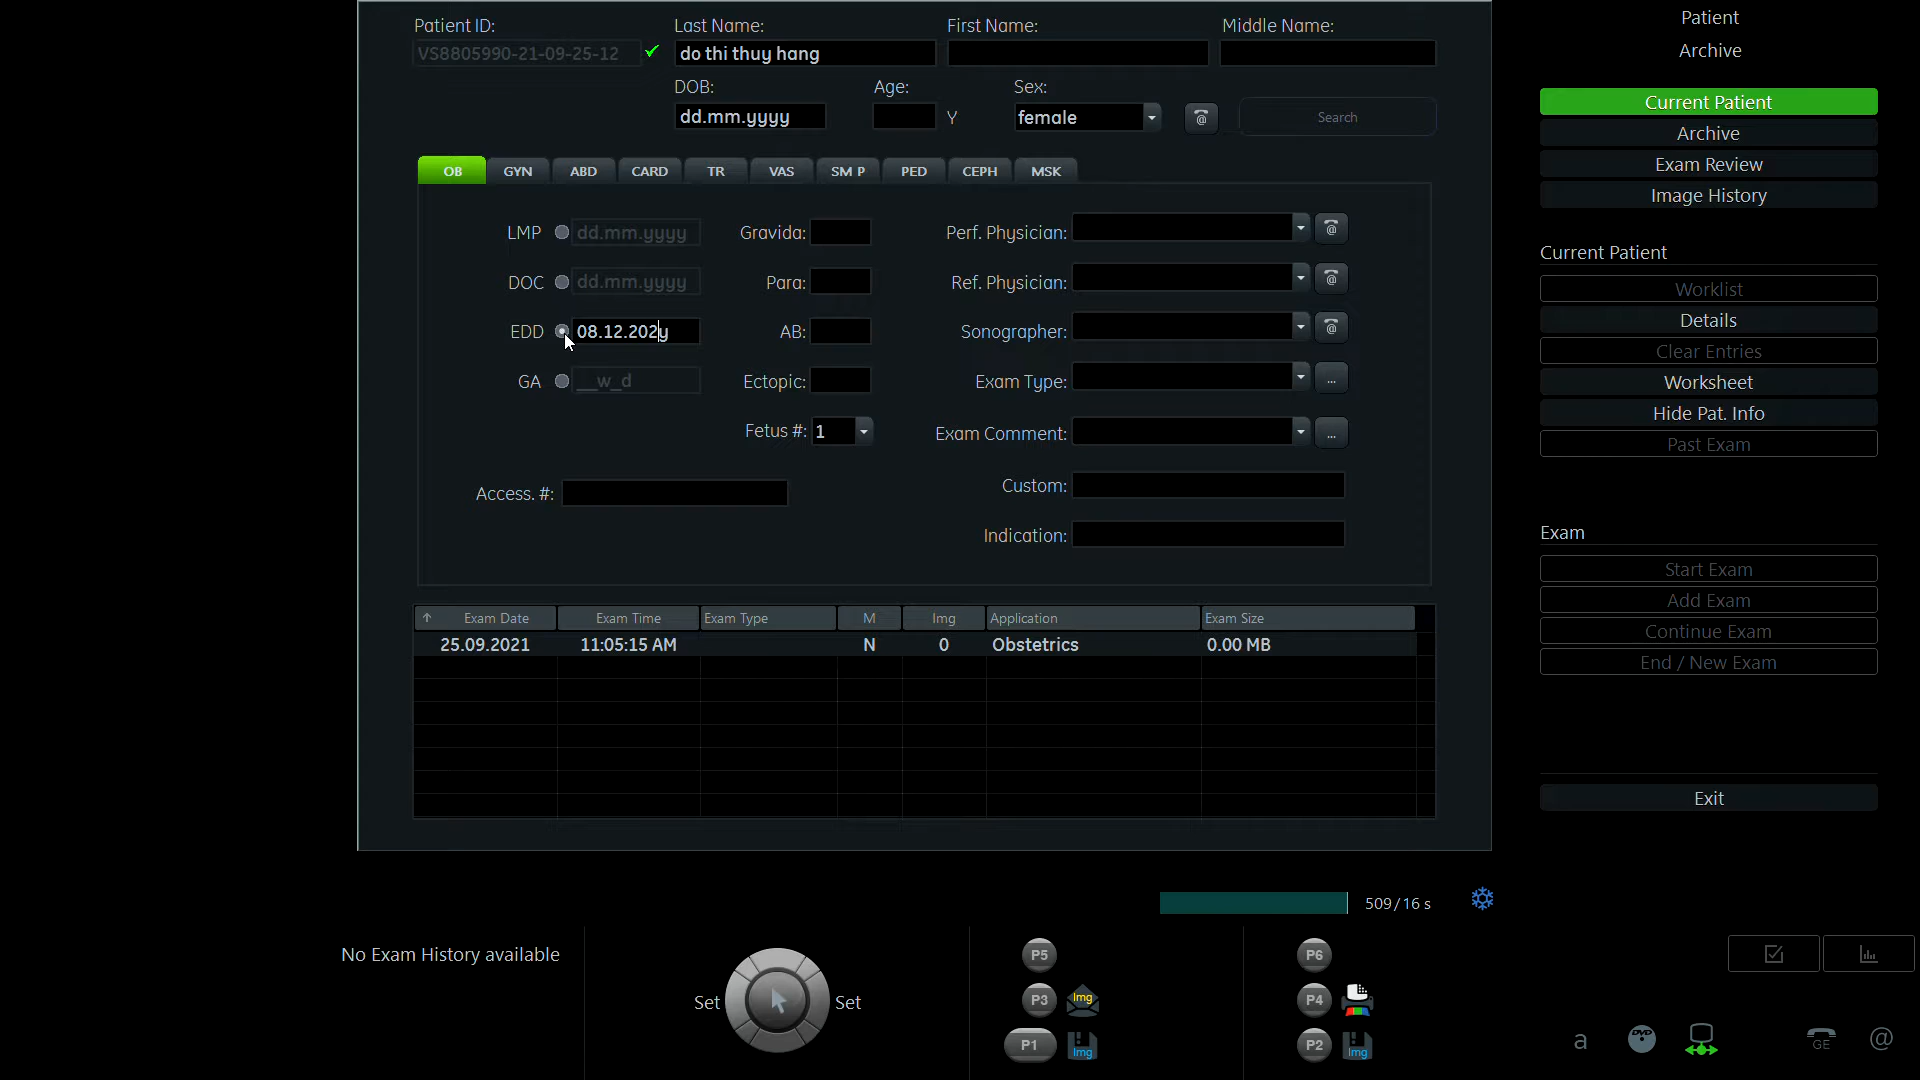 Patient ID: Last Name: First Name: Middle Name:
VS8805990-21-09-25-12 do thi thuy hang
DOB: Age: Sex:
dd.mm.yyyy Y female Search
OB GYN ABD CARD TR VAS SM P PED CEPH MSK
LMP dd.mm.yyyy Gravida: Perf. Physician:
DOC dd.mm.yyyy Para: Ref. Physician:
EDD 08.12.202y AB: Sonographer:
GA __w_d Ectopic: Exam Type: ...
Fetus #: 1 Exam Comment: ...
Access. #: Custom:
Indication:
Exam Date Exam Time Exam Type M Img Application Exam Size
25.09.2021 11:05:15 AM N 0 Obstetrics 0.00 MB
Patient
Archive
Current Patient
Archive
Exam Review
Image History
Current Patient
Worklist
Details
Clear Entries
Worksheet
Hide Pat. Info
Past Exam
Exam
Start Exam
Add Exam
Continue Exam
End / New Exam
Exit
509/16 s
No Exam History available
Set Set
P5 P6
P3 Img P4
P1 Img P2 Img
a DVD GE @